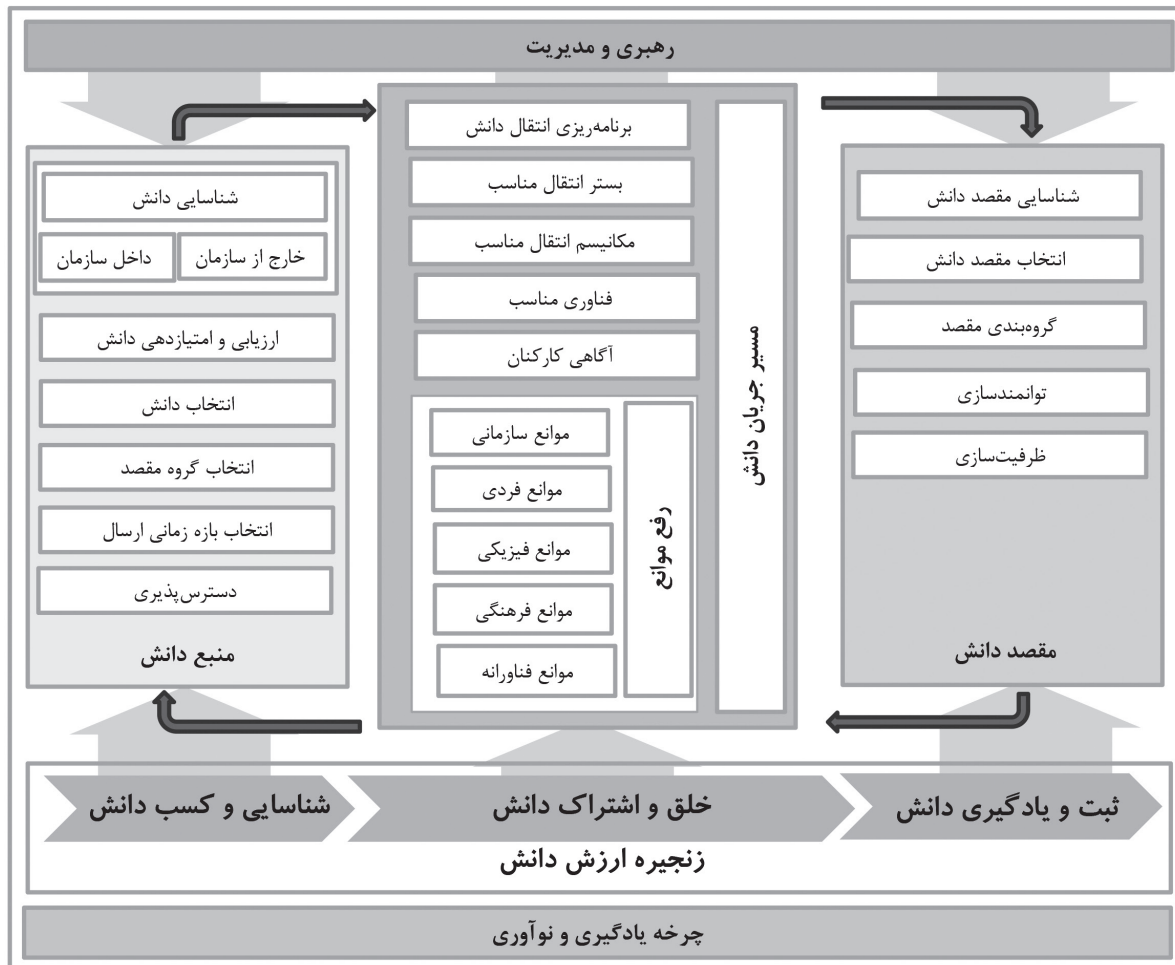 رهبری و مدیریت
شناسایی دانش
خارج از سازمان
داخل سازمان
ارزیابی و امتیازدهی دانش
انتخاب دانش
انتخاب گروه مقصد
انتخاب بازه زمانی ارسال
دسترس‌پذیری
منبع دانش
برنامه‌ریزی انتقال دانش
بستر انتقال مناسب
مکانیسم انتقال مناسب
فناوری مناسب
آگاهی کارکنان
موانع سازمانی
موانع فردی
موانع فیزیکی
موانع فرهنگی
موانع فناورانه
رفع موانع
مسیر جریان دانش
شناسایی مقصد دانش
انتخاب مقصد دانش
گروه‌بندی مقصد
توانمندسازی
ظرفیت‌سازی
مقصد دانش
شناسایی و کسب دانش
خلق و اشتراک دانش
ثبت و یادگیری دانش
زنجیره ارزش دانش
چرخه یادگیری و نوآوری